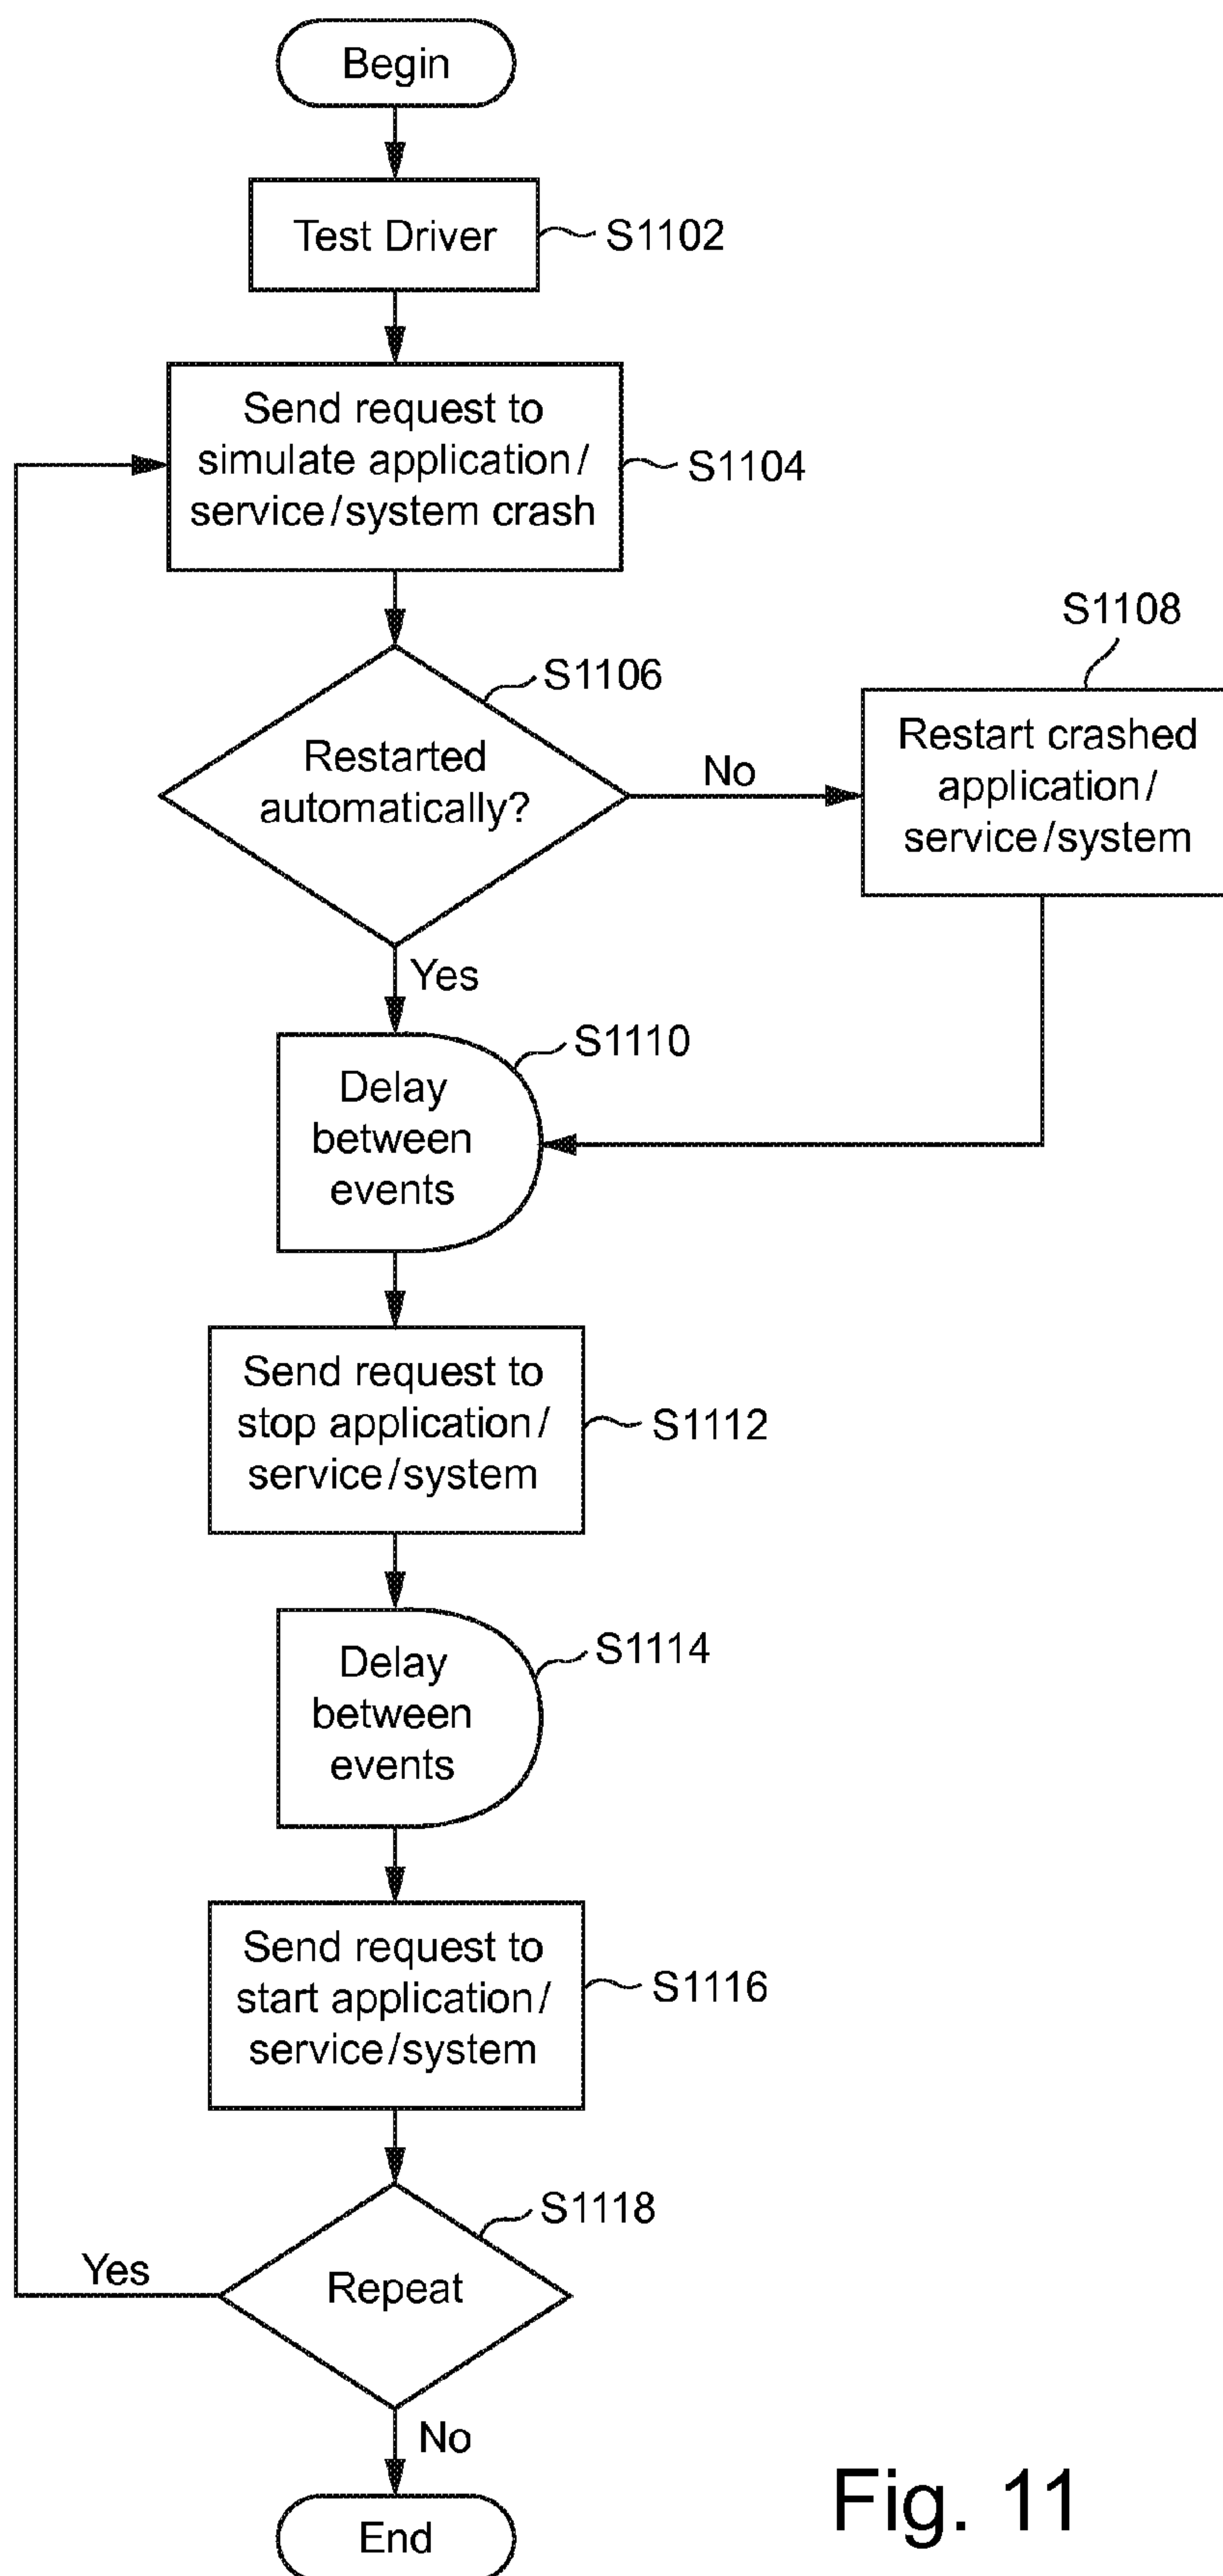 Begin
Test Driver
S1102
Send request to
simulate application/
service/system crash
S1104
S1106
Restarted
automatically?
No
S1108
Restart crashed
application/
service/system
Yes
S1110
Delay
between
events
Send request to
stop application/
service/system
S1112
Delay
between
events
S1114
Send request to
start application/
service/system
S1116
S1118
Repeat
Yes
No
End
Fig. 11